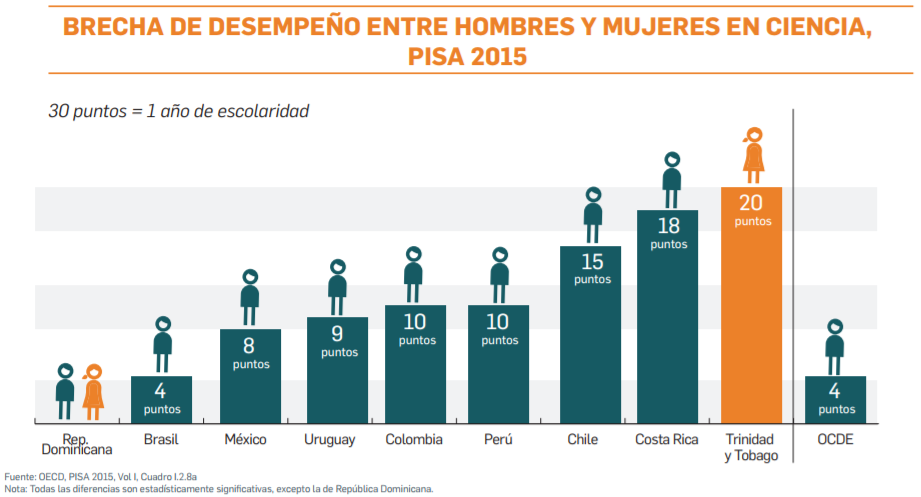 BRECHA DE DESEMPEÑO ENTRE HOMBRES Y MUJERES EN CIENCIA,
PISA 2015
30 puntos = 1 año de escolaridad
4
puntos
8
puntos
9
puntos
10
puntos
10
puntos
15
puntos
18
puntos
20
puntos
4
puntos
Rep.
Dominicana
Brasil
México
Uruguay
Colombia
Perú
Chile
Costa Rica
Trinidad
y Tobago
OCDE
Fuente: OECD, PISA 2015, Vol I, Cuadro I.2.8a
Nota: Todas las diferencias son estadísticamente significativas, excepto la de República Dominicana.